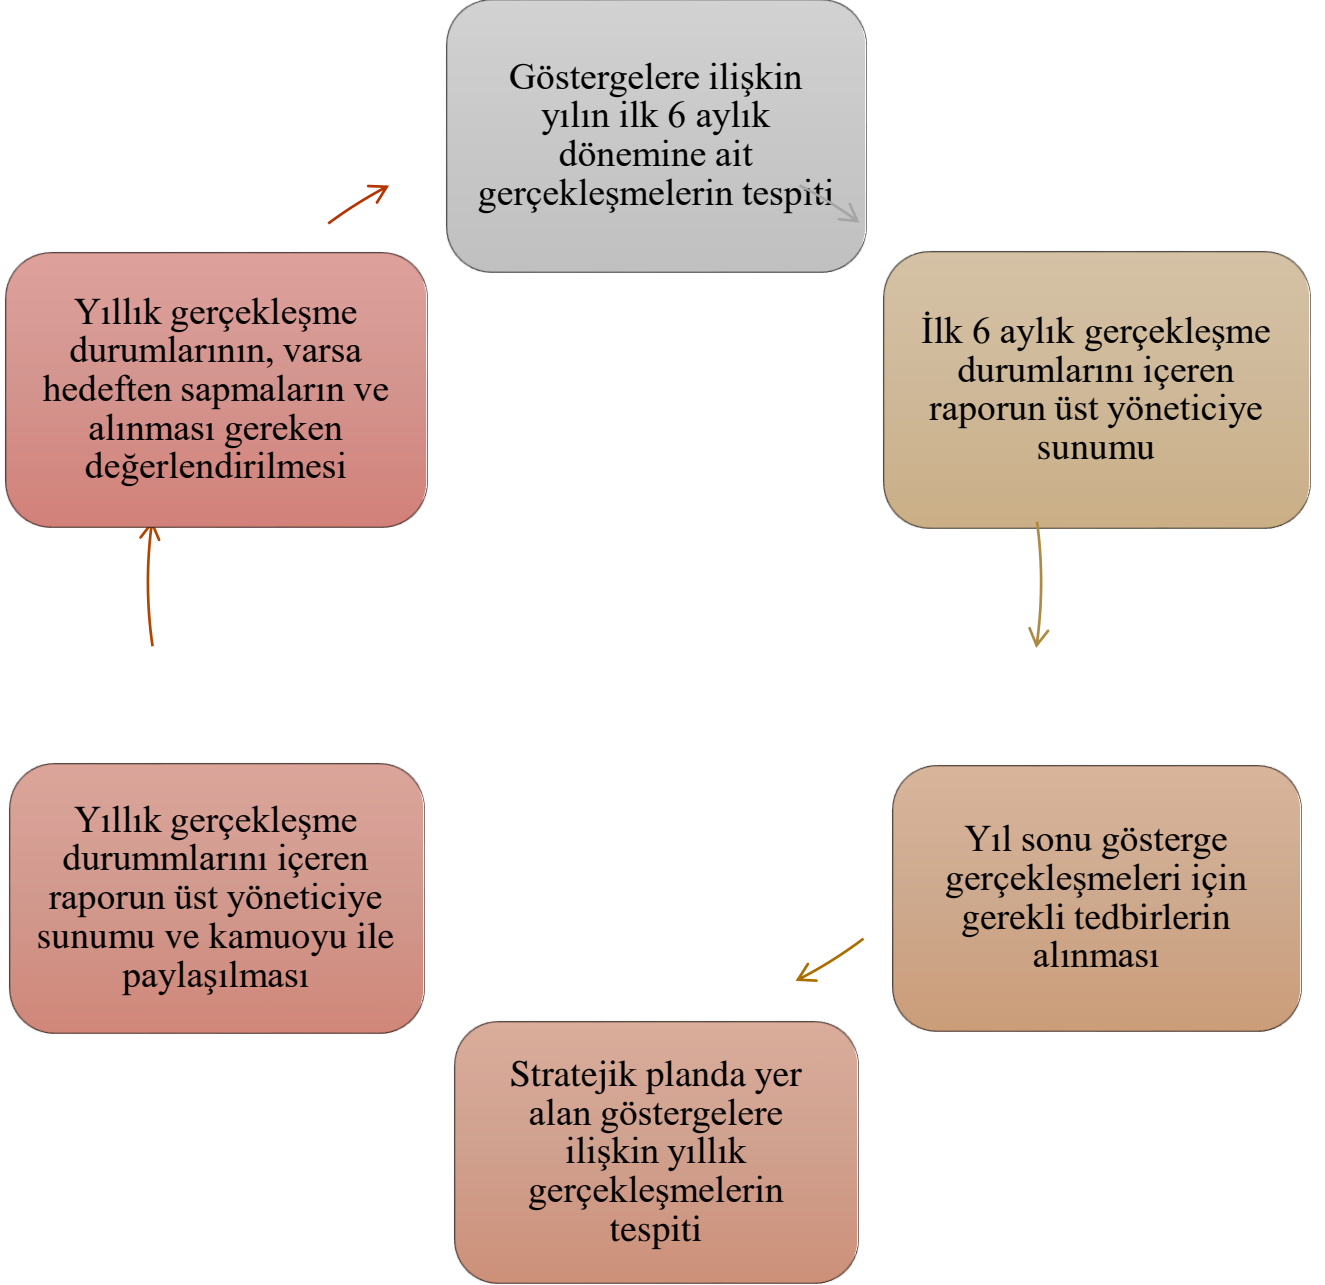 Göstergelere ilişkin
yılın ilk 6 aylık
dönemine ait
gerçekleşmelerin tespiti
İlk 6 aylık gerçekleşme
durumlarını içeren
raporun üst yöneticiye
sunumu
Yıl sonu gösterge
gerçekleşmeleri için
gerekli tedbirlerin
alınması
Stratejik planda yer
alan göstergelere
ilişkin yıllık
gerçekleşmelerin
tespiti
Yıllık gerçekleşme
durummlarını içeren
raporun üst yöneticiye
sunumu ve kamuoyu ile
paylaşılması
Yıllık gerçekleşme
durumlarının, varsa
hedeften sapmaların ve
alınması gereken
değerlendirilmesi